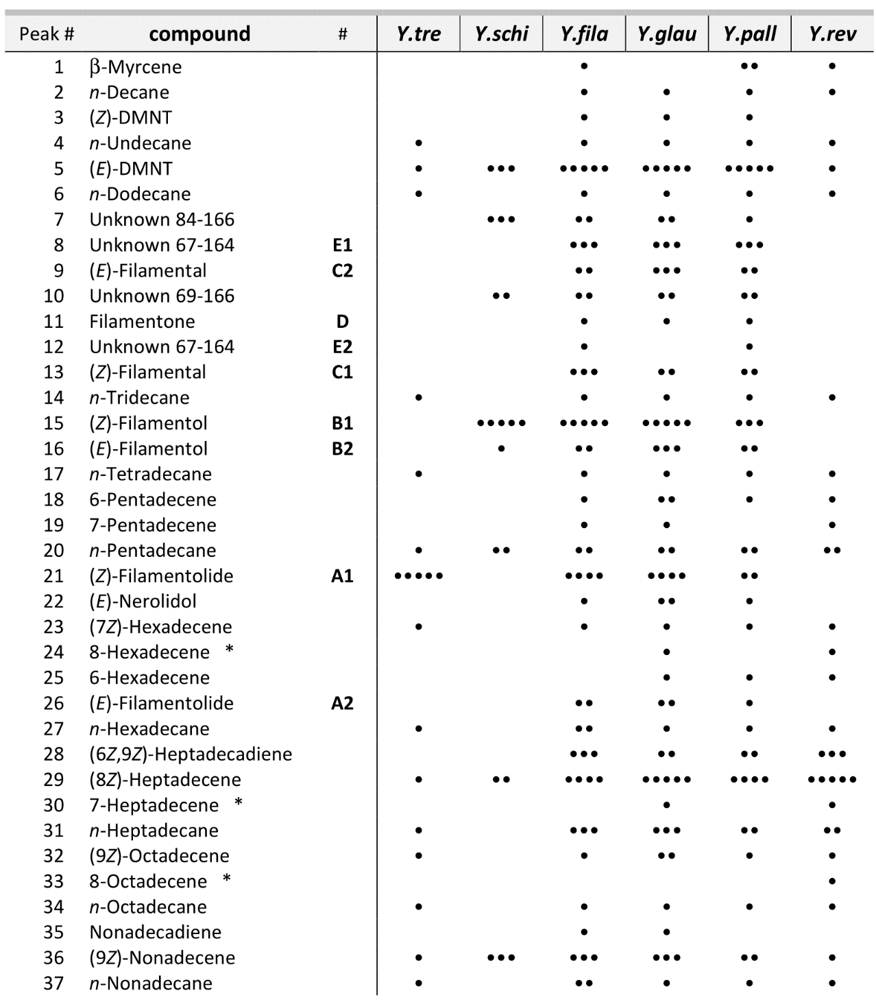 Peak # compound # Y.tre Y.schi Y.fila Y.glau Y.pall Y.rev
1 β-Myrcene • •• •
2 n-Decane • • • •
3 (Z)-DMNT • • •
4 n-Undecane • • • • •
5 (E)-DMNT • ••• ••••• ••••• ••••• •
6 n-Dodecane • • • • •
7 Unknown 84-166 ••• •• •• •
8 Unknown 67-164 E1 ••• ••• •••
9 (E)-Filamental C2 •• ••• ••
10 Unknown 69-166 •• •• •• ••
11 Filamentone D • • •
12 Unknown 67-164 E2 • •
13 (Z)-Filamental C1 ••• •• ••
14 n-Tridecane • • • • •
15 (Z)-Filamentol B1 ••••• ••••• ••••• •••
16 (E)-Filamentol B2 • •• ••• ••
17 n-Tetradecane • • • • •
18 6-Pentadecene • •• • •
19 7-Pentadecene • • •
20 n-Pentadecane • •• •• •• •• ••
21 (Z)-Filamentolide A1 ••••• •••• •••• ••
22 (E)-Nerolidol • •• •
23 (7Z)-Hexadecene • • • • •
24 8-Hexadecene * • •
25 6-Hexadecene • • •
26 (E)-Filamentolide A2 •• •• •
27 n-Hexadecane • •• • • •
28 (6Z,9Z)-Heptadecadiene ••• •• •• •••
29 (8Z)-Heptadecene • •• •••• ••••• •••• •••••
30 7-Heptadecene * • •
31 n-Heptadecane • ••• ••• •• ••
32 (9Z)-Octadecene • • •• • •
33 8-Octadecene * •
34 n-Octadecane • • • • •
35 Nonadecadiene • •
36 (9Z)-Nonadecene • ••• ••• ••• •• •
37 n-Nonadecane • •• • • •